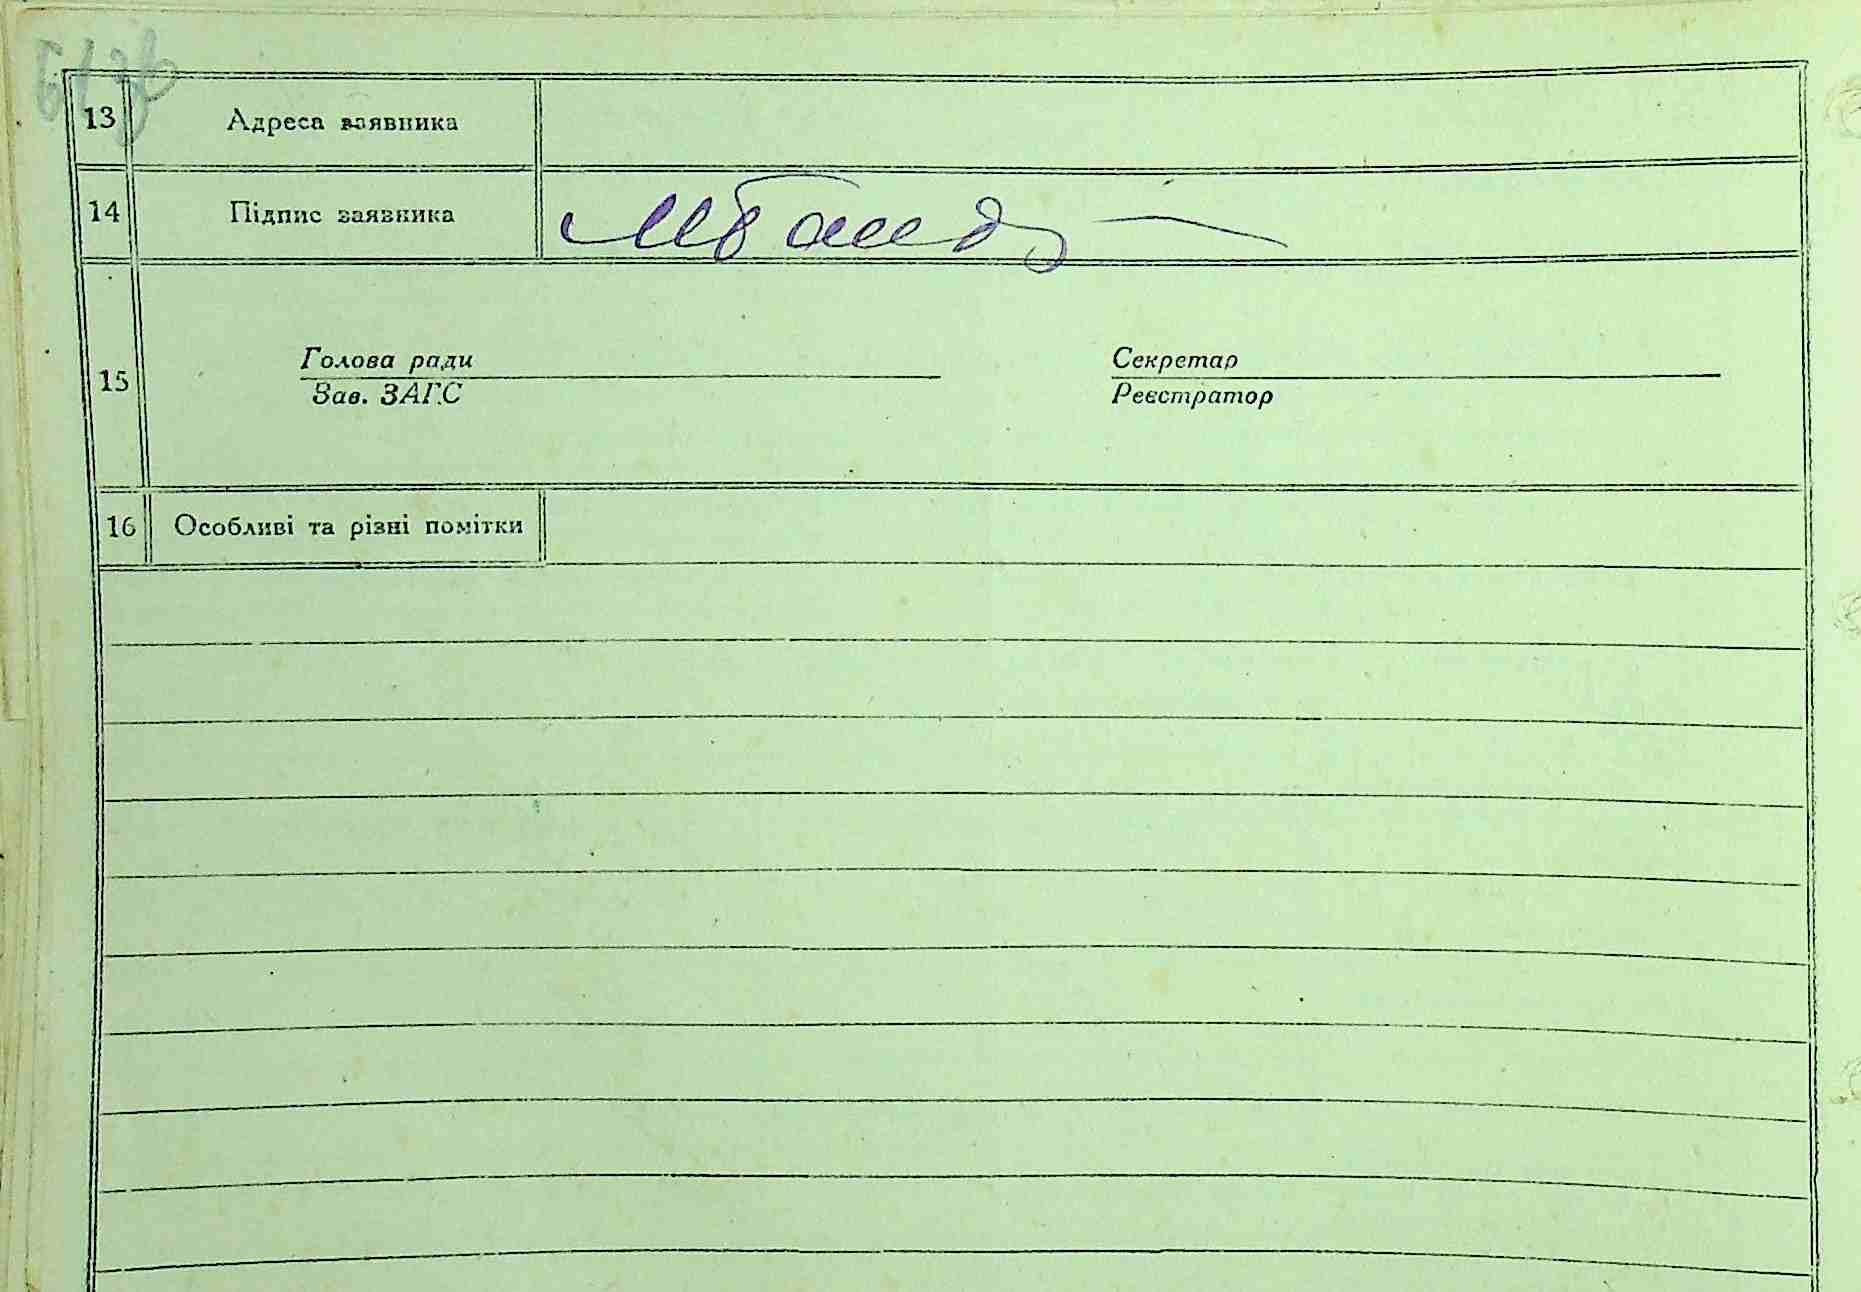 13 Адреса заявника
14 Підпис заявника
15
Голова ради Секретар
Зав. ЗАГС Реєстратор
16 Особливі та різні помітки